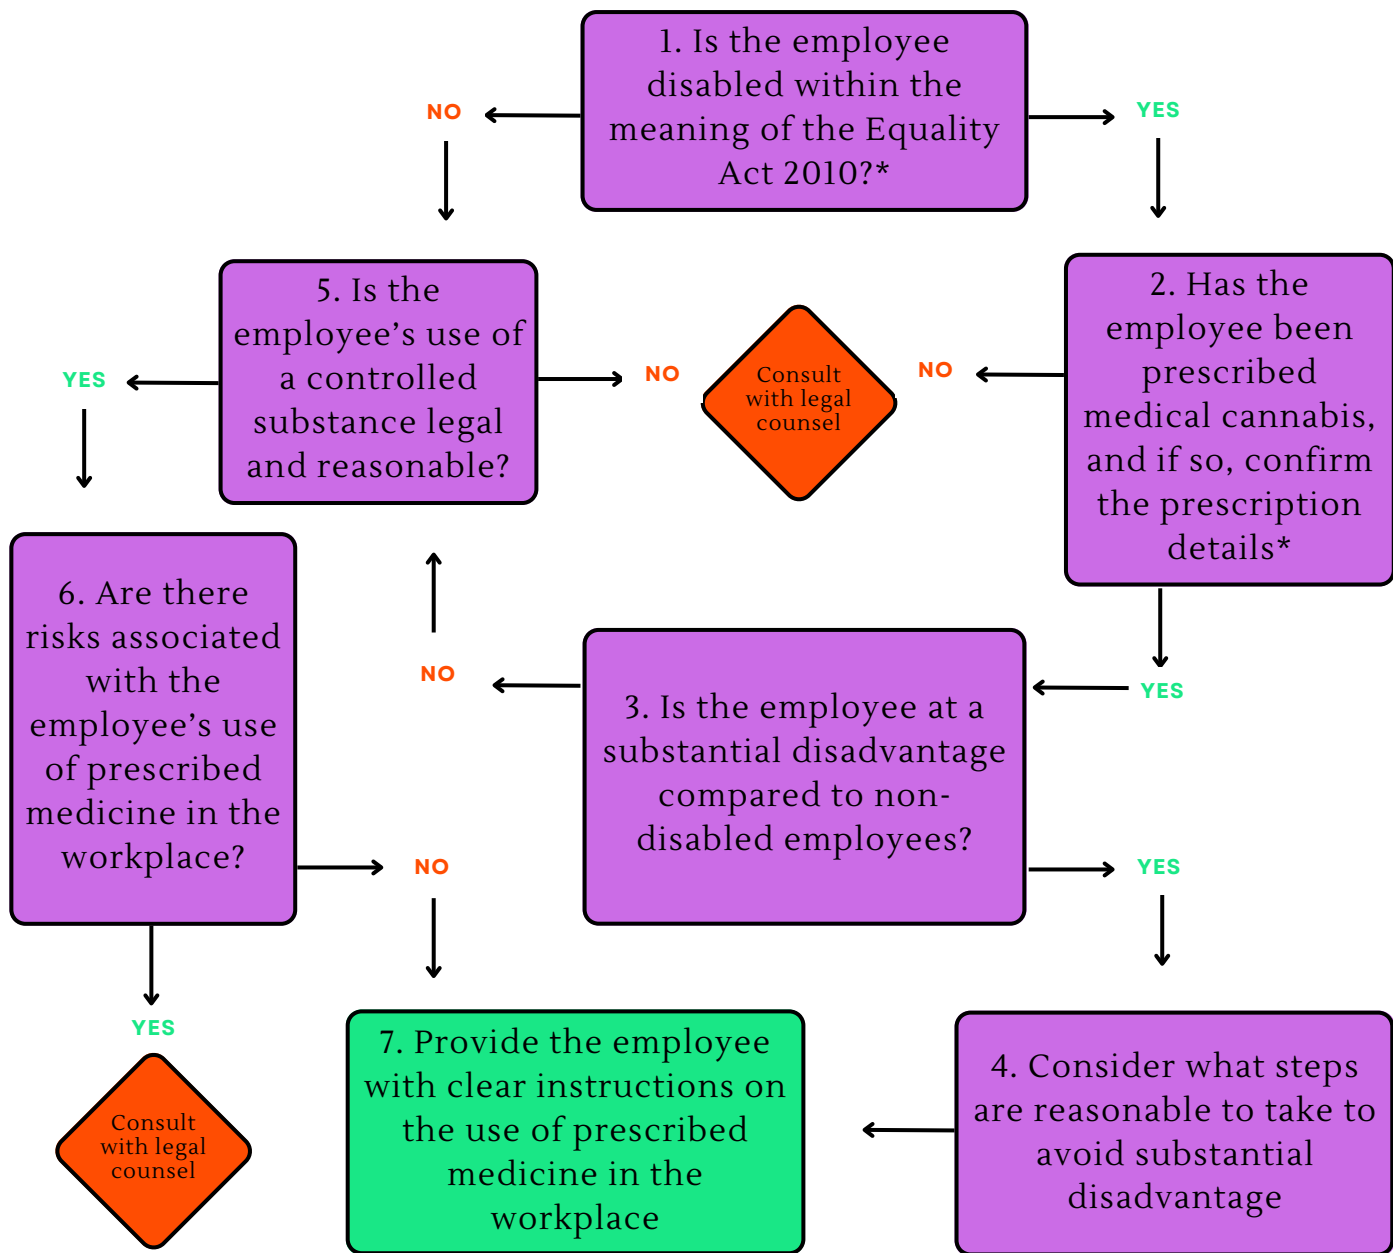 1. Is the employee
disabled within the
meaning of the Equality
Act 2010?*
NO
YES
5. Is the
employee’s use of
a controlled
substance legal
and reasonable?
YES
NO
Consult
with legal
counsel
NO
2. Has the
employee been
prescribed
medical cannabis,
and if so, confirm
the prescription
details*
6. Are there
risks associated
with the
employee’s use
of prescribed
medicine in the
workplace?
NO
3. Is the employee at a
substantial disadvantage
compared to non-
disabled employees?
YES
NO
YES
YES
Consult
with legal
counsel
7. Provide the employee
with clear instructions on
the use of prescribed
medicine in the
workplace
4. Consider what steps
are reasonable to take to
avoid substantial
disadvantage